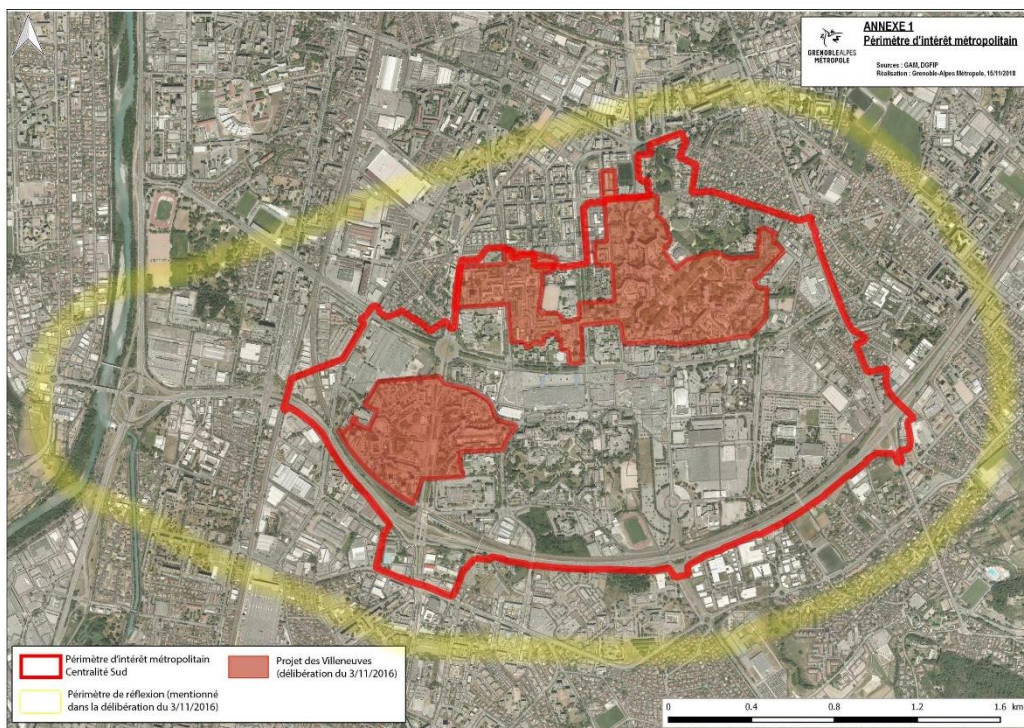 ANNEXE 1
Périmètre d'intérêt métropolitain
GRENOBLEALPES
MÉTROPOLE
Sources : GAM, DGFIP
Réalisation : Grenoble-Alpes Métropole, 15/11/2018
Périmètre d'intérêt métropolitain
Centralité Sud
Projet des Villeneuves
(délibération du 3/11/2016)
Périmètre de réflexion (mentionné
dans la délibération du 3/11/2016)
0 0.4 0.8 1.2 1.6 km